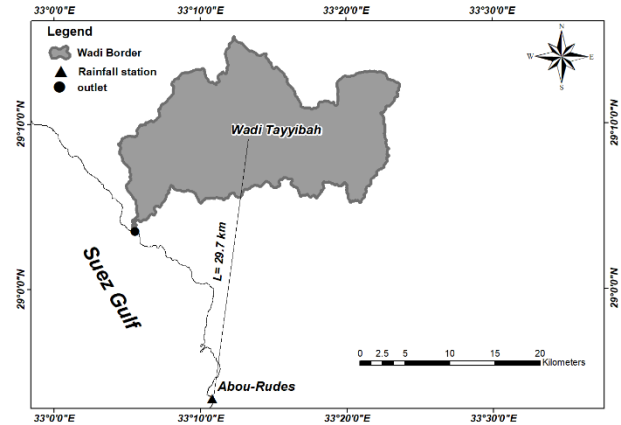 33°0'0"E 33°10'0"E 33°20'0"E 33°30'0"E
Legend
Wadi Border
Rainfall station
outlet
N
W E
S
29°10'0"N 29°10'0"N
Wadi Tayyibah
L= 29.7 km
Suez Gulf
29°0'0"N 29°0'0"N
0 2.5 5 10 15 20
Kilometers
Abou-Rudes
33°0'0"E 33°10'0"E 33°20'0"E 33°30'0"E